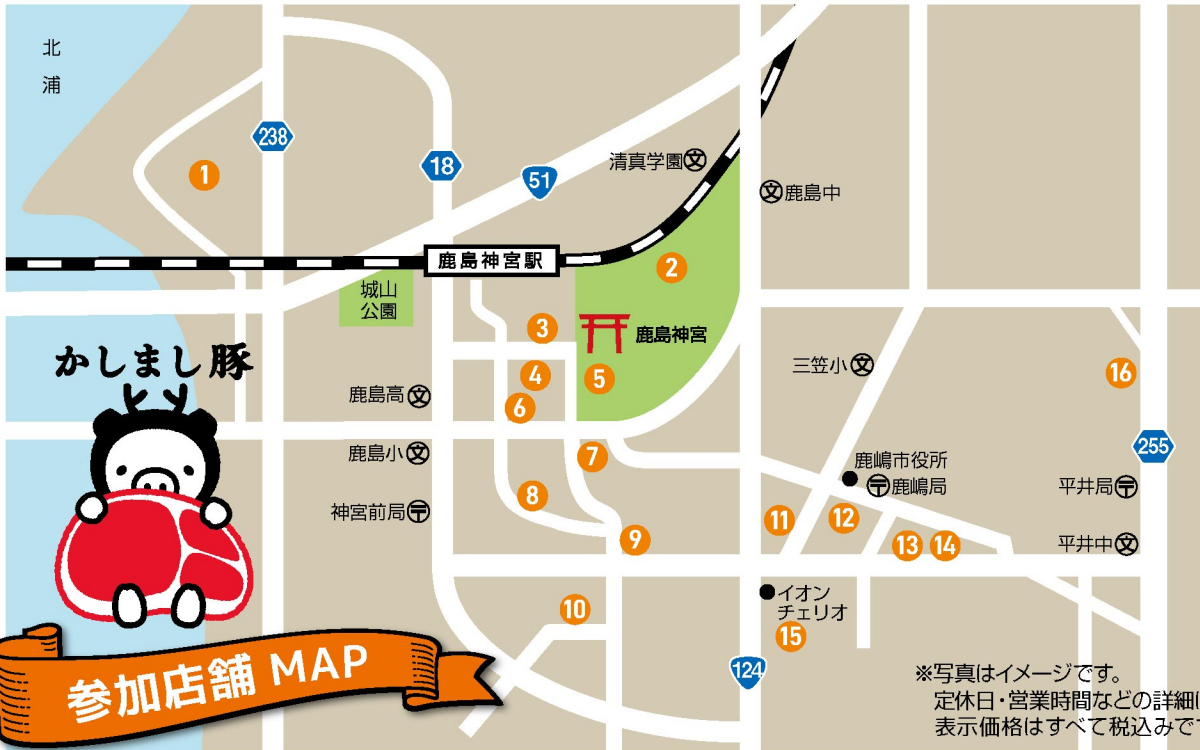 北
浦
238
18
51
1
清真学園文
文鹿島中
鹿島神宮駅
2
城山
公園
3
鹿島神宮
かしまし豚
4
5
三笠小文
16
鹿島高文
6
255
鹿島小文
7
鹿嶋市役所
〒鹿嶋局
平井局〒
8
神宮前局〒
11
12
9
13
14
平井中文
イオン
チェリオ
10
15
124
参加店舗 MAP
※写真はイメージです。
定休日・営業時間などの詳細
表示価格はすべて税込みで